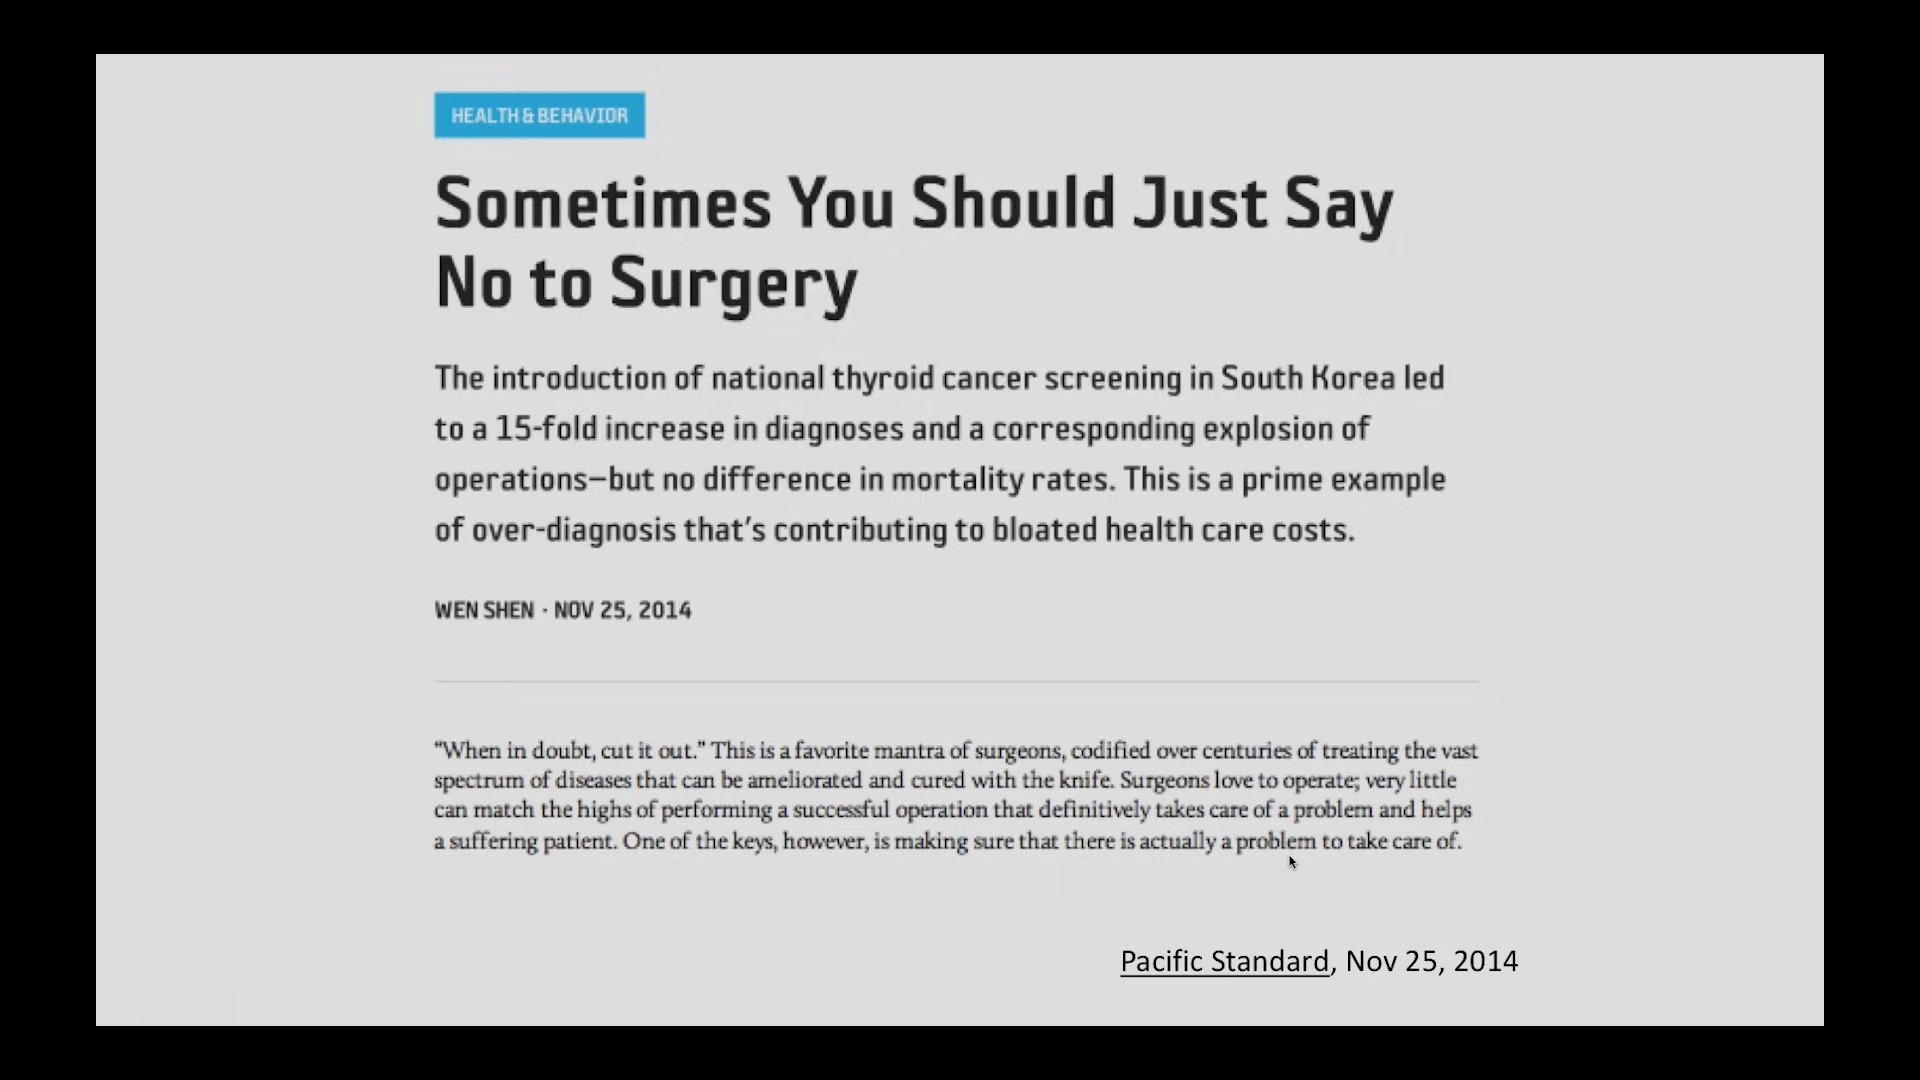 HEALTH & BEHAVIOR
Sometimes You Should Just Say
No to Surgery
The introduction of national thyroid cancer screening in South Korea led
to a 15-fold increase in diagnoses and a corresponding explosion of
operations—but no difference in mortality rates. This is a prime example
of over-diagnosis that’s contributing to bloated health care costs.
WEN SHEN · NOV 25, 2014
“When in doubt, cut it out.” This is a favorite mantra of surgeons, codified over centuries of treating the vast
spectrum of diseases that can be ameliorated and cured with the knife. Surgeons love to operate; very little
can match the highs of performing a successful operation that definitively takes care of a problem and helps
a suffering patient. One of the keys, however, is making sure that there is actually a problem to take care of.
Pacific Standard, Nov 25, 2014